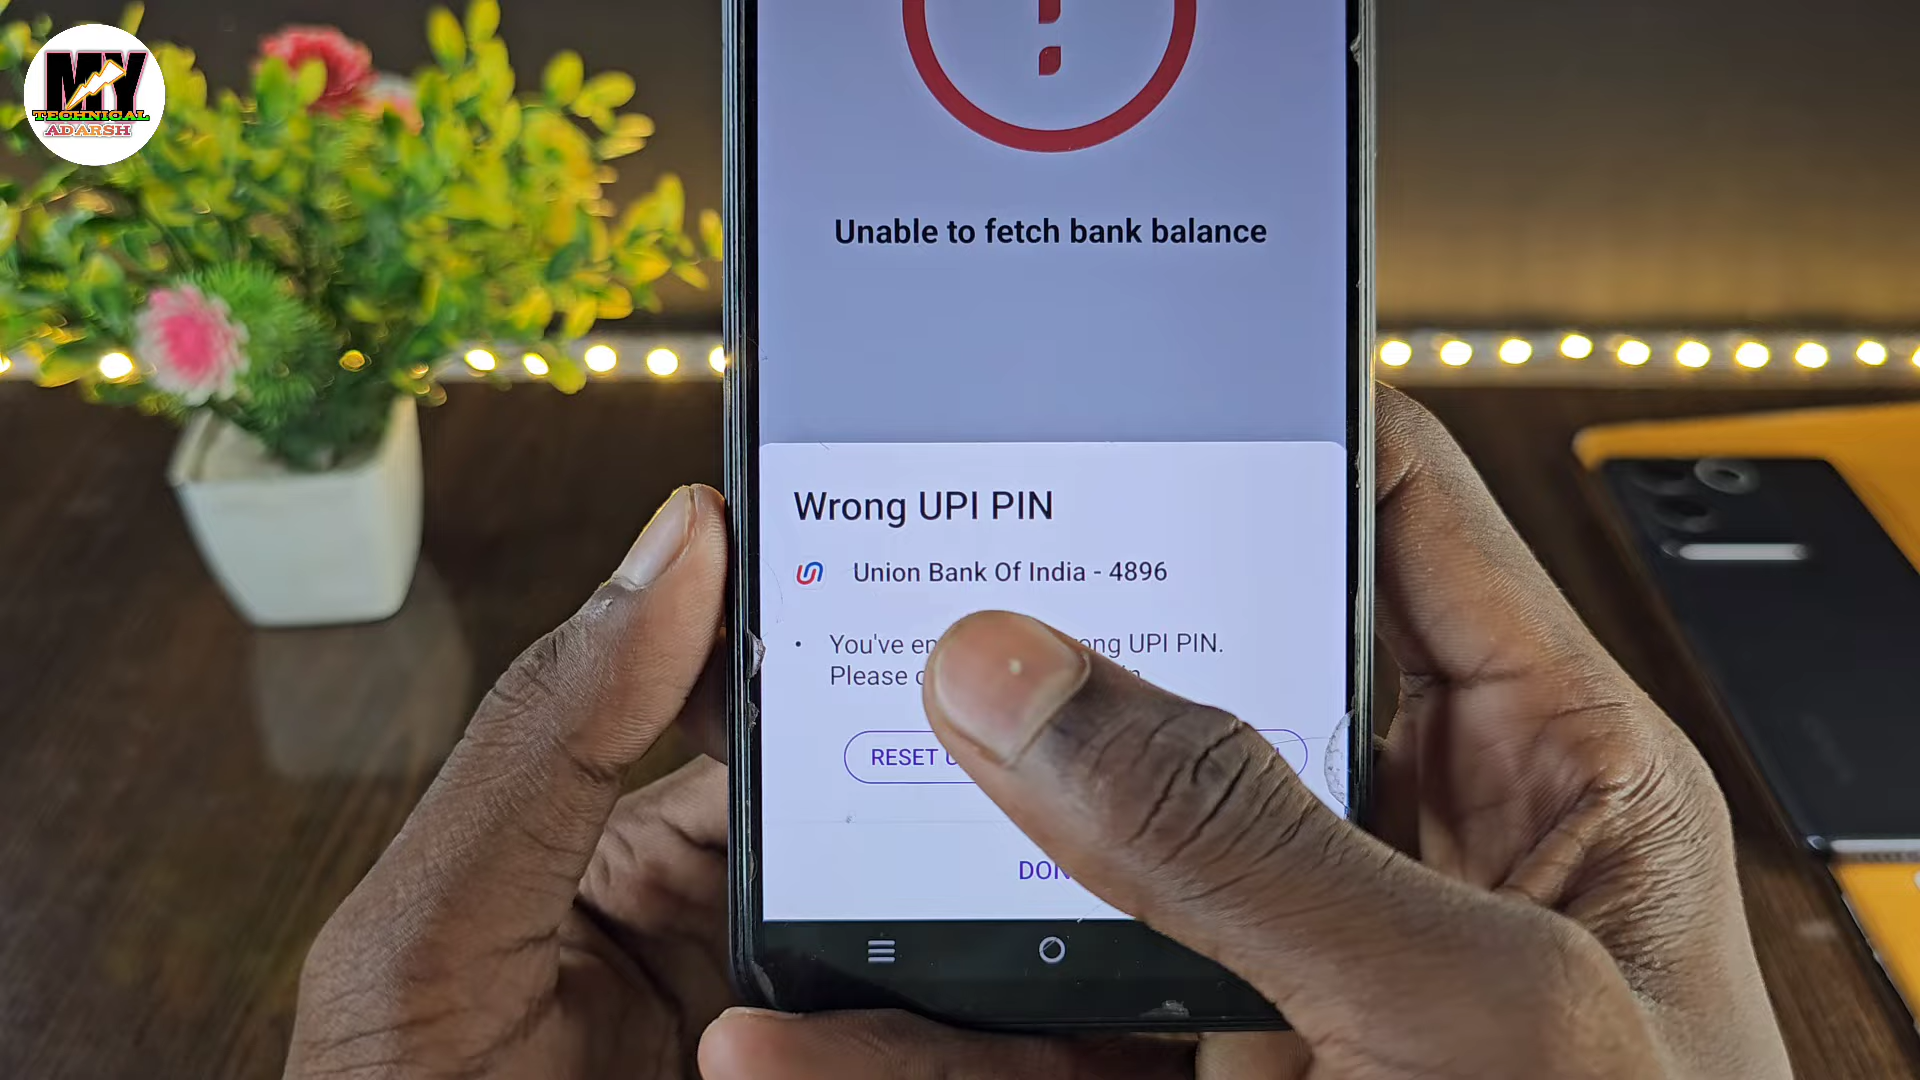 MY
TECHNICAL
ADARSH
Unable to fetch bank balance
Wrong UPI PIN
Union Bank Of India - 4896
You've ong UPI PIN.
Please
RESET